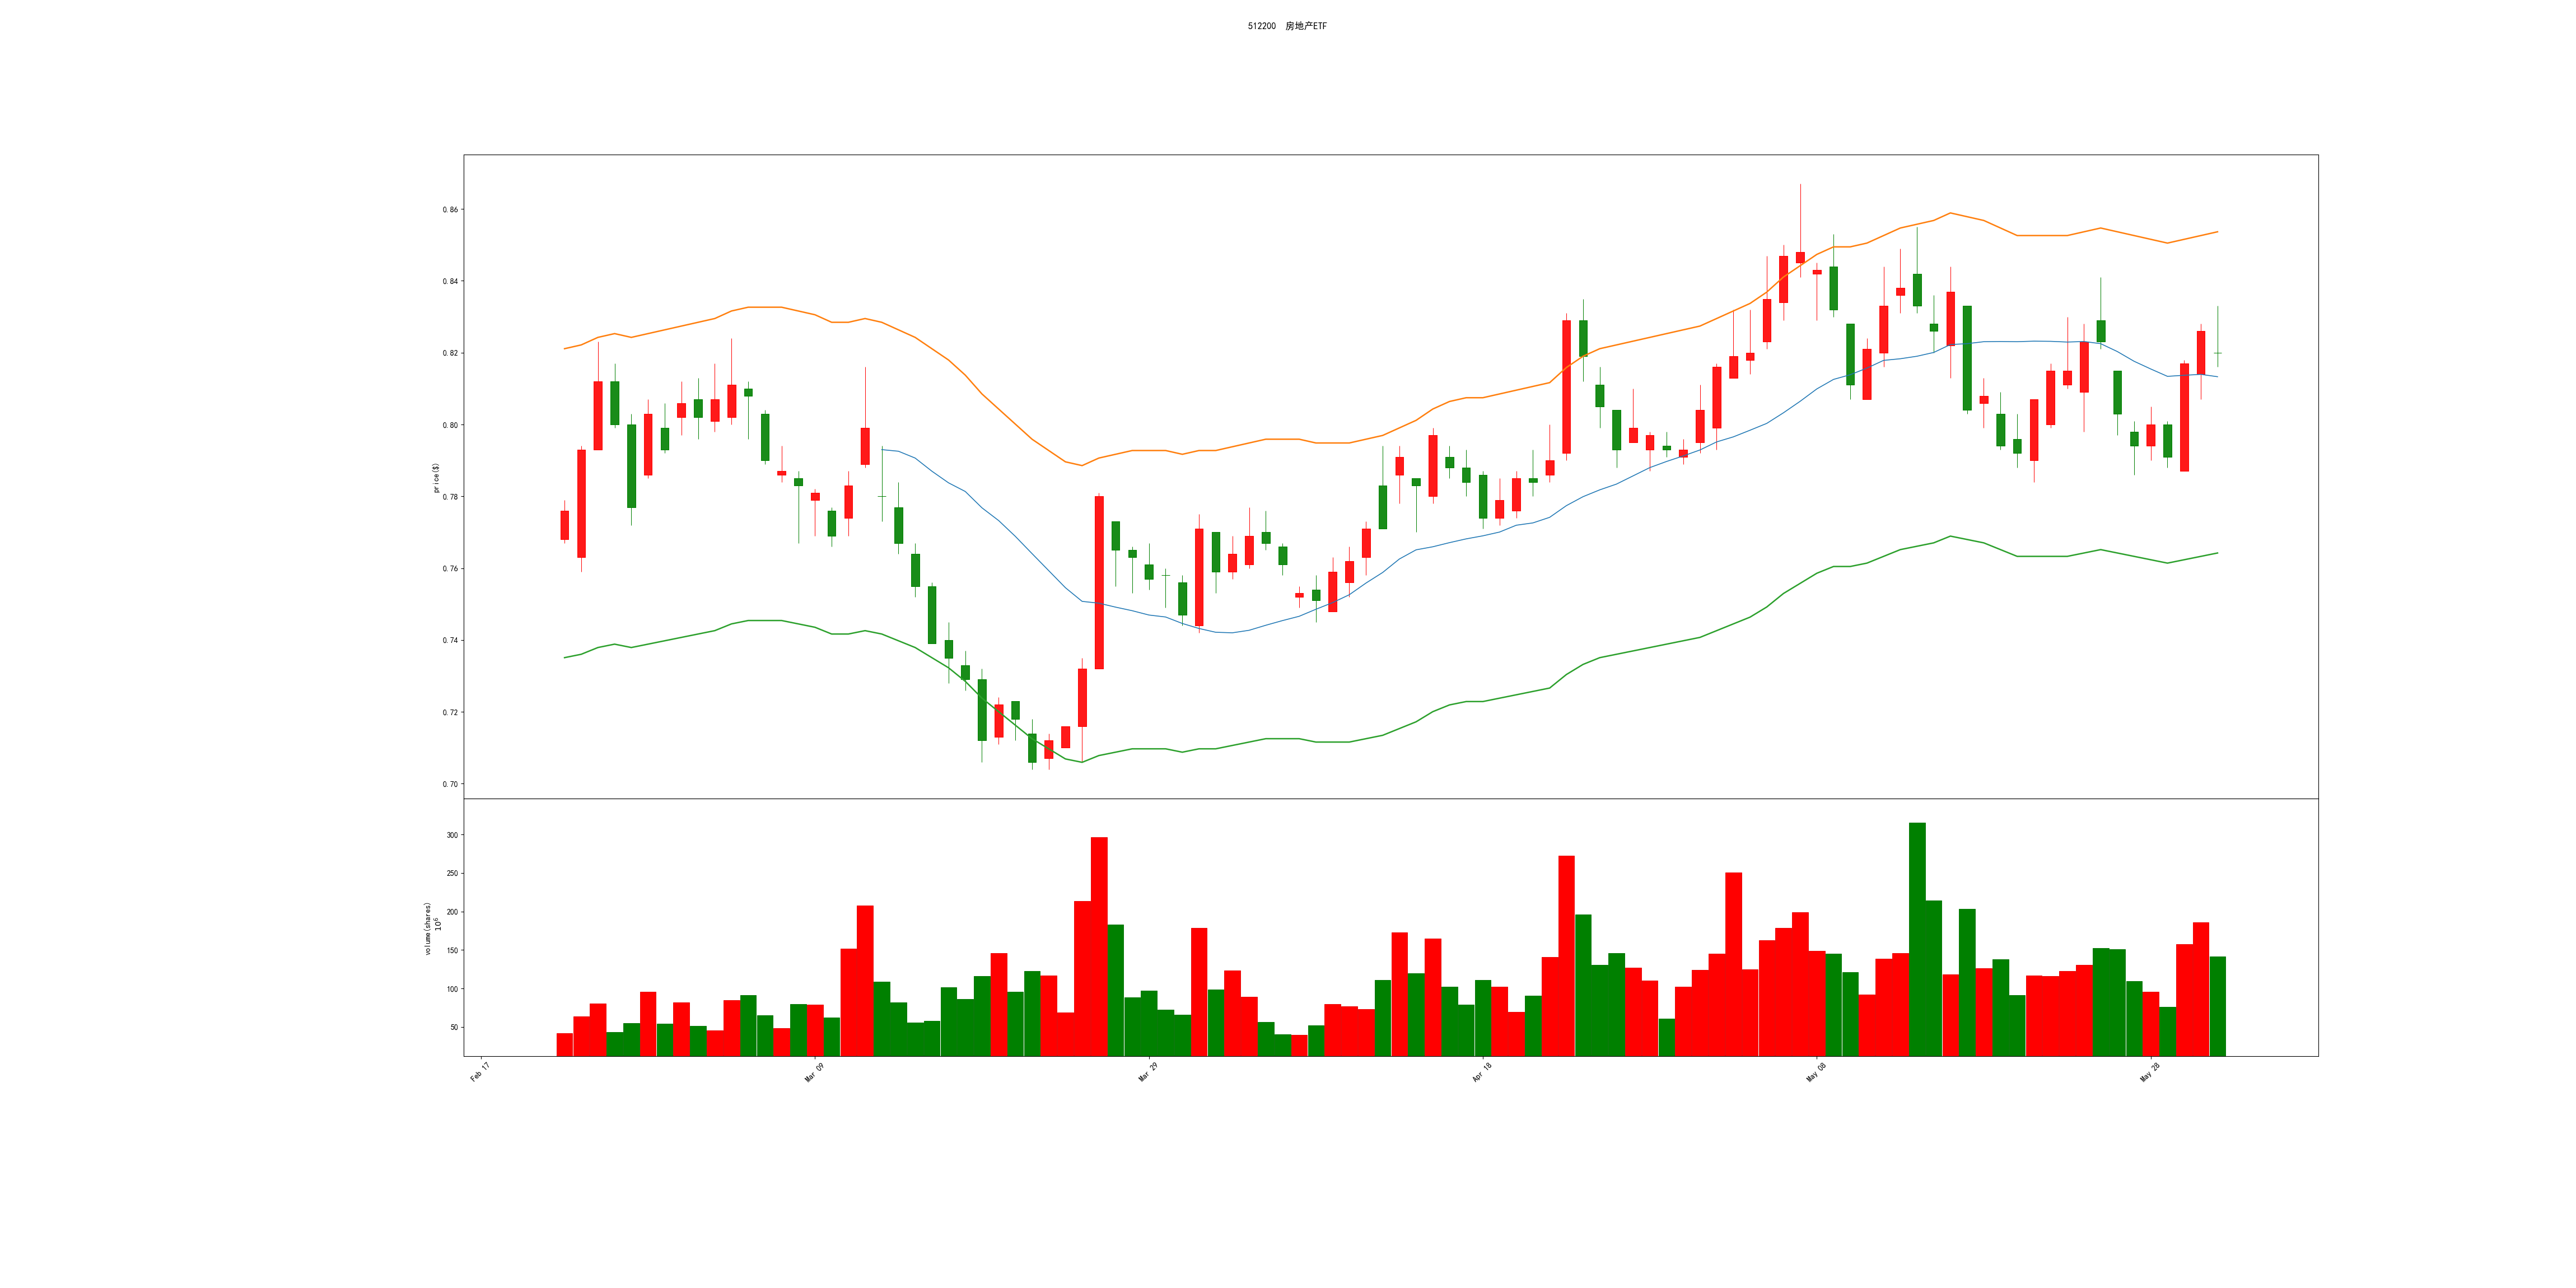 512200  房地产ETF
price($)
0.86
0.84
0.82
0.80
0.78
0.76
0.74
0.72
0.70
volume(shares)
10^6
300
250
200
150
100
50
Feb 17
Mar 09
Mar 29
Apr 18
May 08
May 28